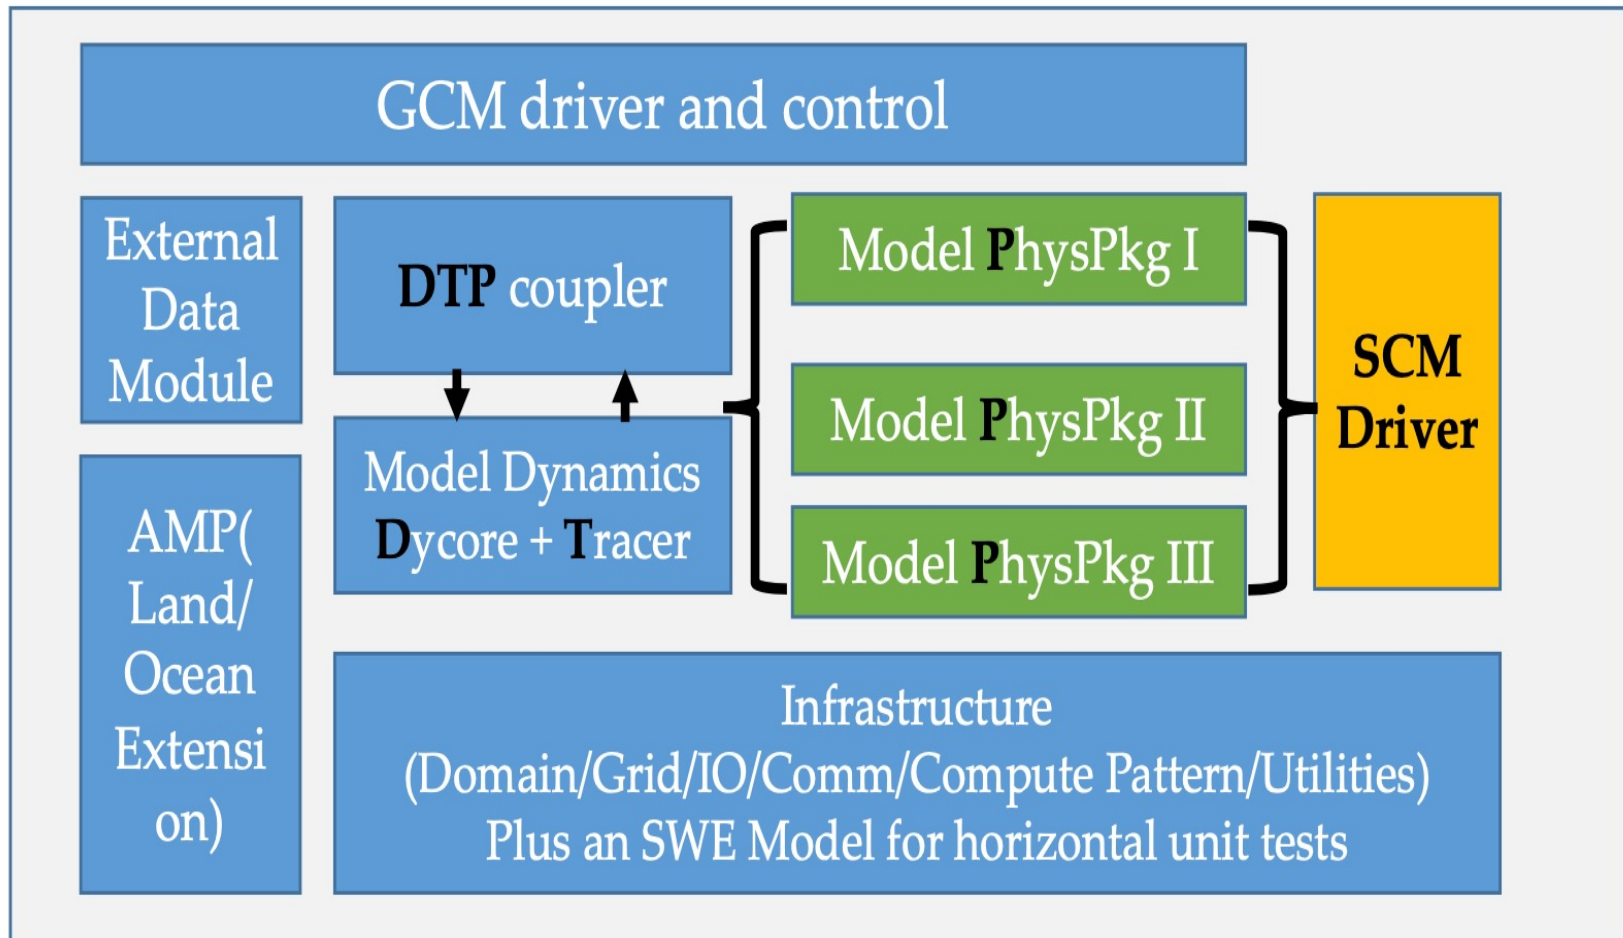 GCM driver and control
External
Data
Module
DTP coupler
Model Dynamics
Dycore + Tracer
Model PhysPkg I
Model PhysPkg II
Model PhysPkg III
SCM
Driver
AMP(
Land/
Ocean
Extensi
on)
Infrastructure
(Domain/Grid/IO/Comm/Compute Pattern/Utilities)
Plus an SWE Model for horizontal unit tests